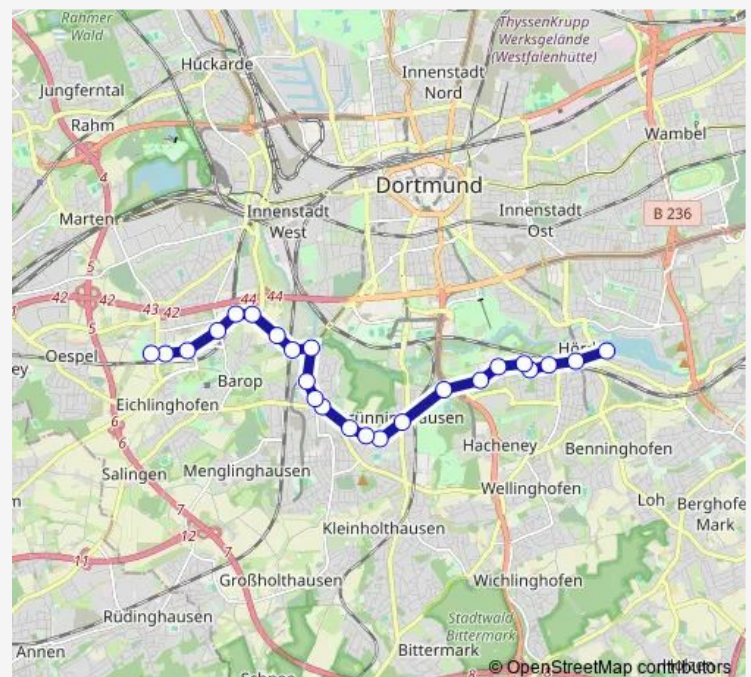 Rahmer
Wald
ThyssenKrupp
Werksgelände
(Westfalenhütte)
Huckarde
Innenstadt
Nord
Jungferntal
Rahm
Wambel
4
Dortmund
Innenstadt
West
Innenstadt
Ost
B 236
Marten
5
42
42
43
42
44
44
5
Oespel
Barop
Eichlinghofen
6
6
Hacheney
Benninghofen
Salingen
Menglinghausen
Wellinghofen
Loh
Berghofe
Mark
7
12
7
11
Kleinholthausen
Großholthausen
Wichlinghofen
Rüdinghausen
Stadtwald
Bittermark
Annen
Bittermark
8
© OpenStreetMap contributors